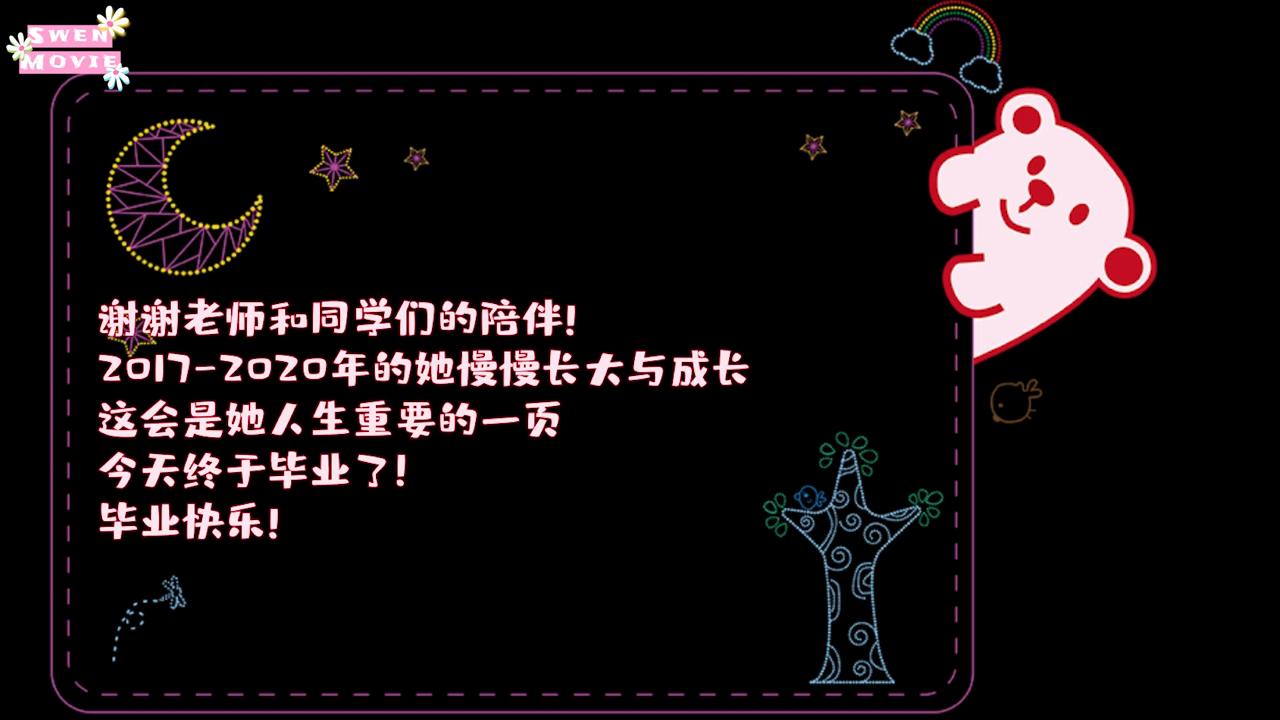 SWEN
MOVIE
谢谢老师和同学们的陪伴!
2017-2020年的她慢慢长大与成长
这会是她人生重要的一页
今天终于毕业了!
毕业快乐!